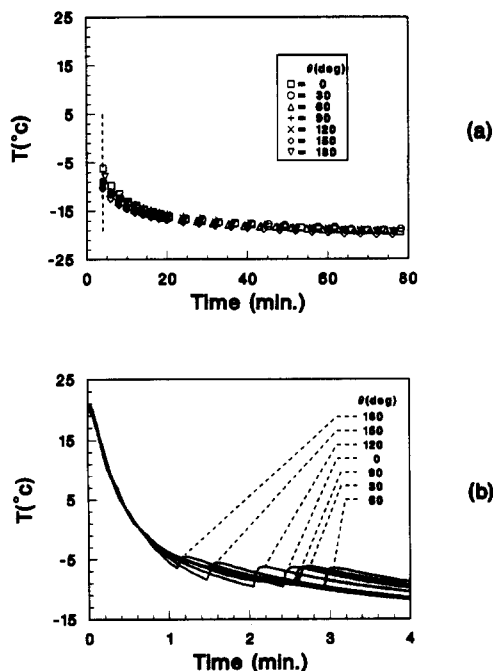 25
15
5
-5
-15
-25
T(°c)
θ(deg)
= 0
= 30
= 60
= 90
= 120
= 150
= 180
(a)
0 20 40 60 80
Time (min.)
25
15
5
-5
-15
T(°c)
θ(deg)
180
150
120
0
90
30
60
(b)
0 1 2 3 4
Time (min.)